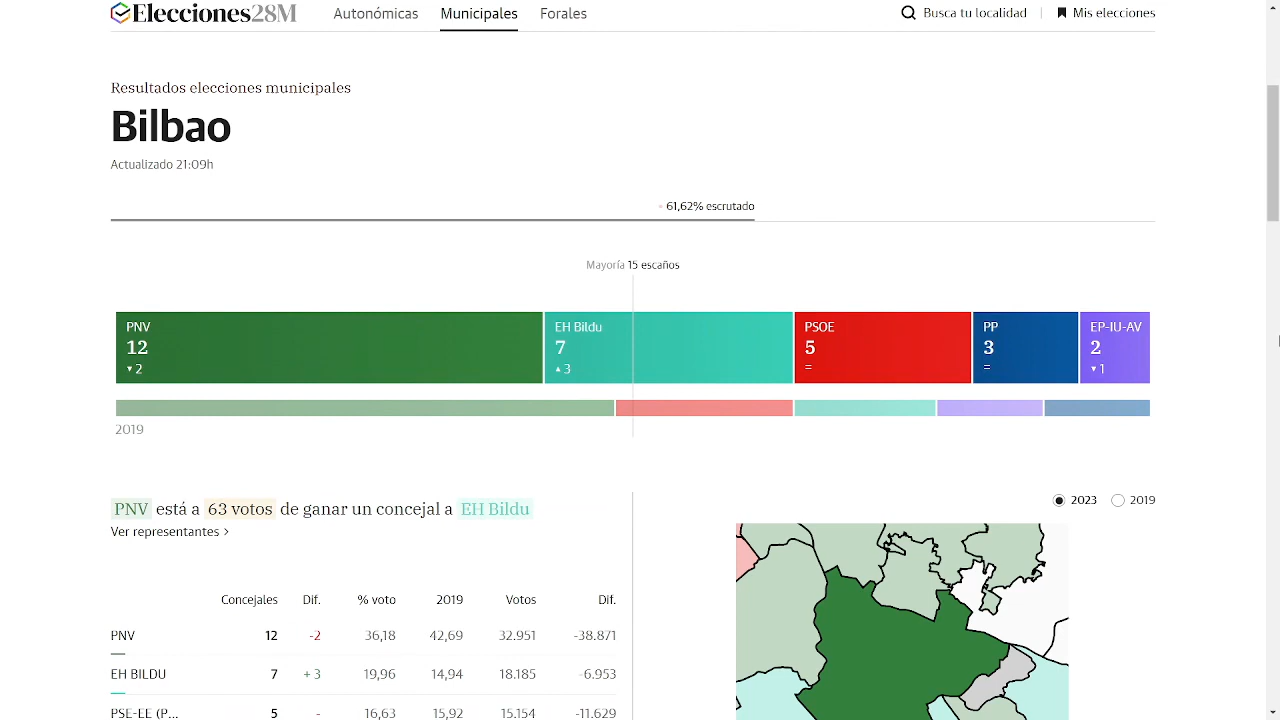 Elecciones28M
Autonómicas Municipales Forales
Busca tu localidad Mis elecciones
Resultados elecciones municipales
Bilbao
Actualizado 21:09h
61,62% escrutado
Mayoría 15 escaños
PNV EH Bildu PSOE PP EP-IU-AV
12 7 5 3 2
▼2 ▲3 = = ▼1
2019
PNV está a 63 votos de ganar un concejal a EH Bildu
Ver representantes >
2023 2019
Concejales Dif. % voto 2019 Votos Dif.
PNV 12 -2 36,18 42,69 32.951 -38.871
EH BILDU 7 +3 19,96 14,94 18.185 -6.953
PSE-EE (P... 5 - 16,63 15,92 15.154 -11.629